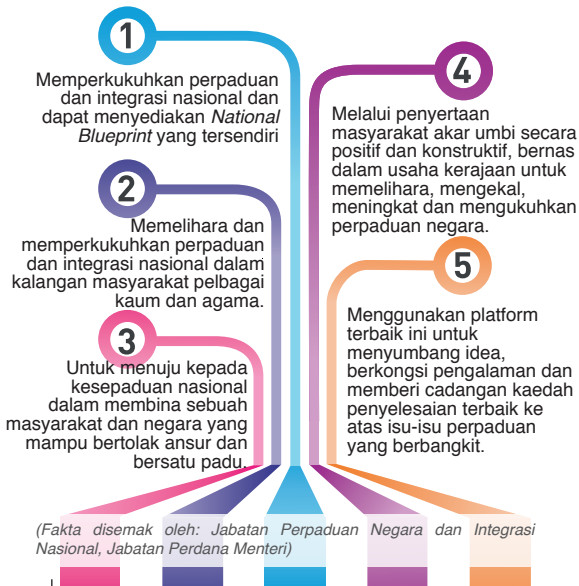 1
Memperkukuhkan perpaduan
dan integrasi nasional dan
dapat menyediakan National
Blueprint yang tersendiri
2
Memelihara dan
memperkukuhkan perpaduan
dan integrasi nasional dalam
kalangan masyarakat pelbagai
kaum dan agama.
3
Untuk menuju kepada
kesepaduan nasional
dalam membina sebuah
masyarakat dan negara yang
mampu bertolak ansur dan
bersatu padu.
4
Melalui penyertaan
masyarakat akar umbi secara
positif dan konstruktif, bernas
dalam usaha kerajaan untuk
memelihara, mengekal,
meningkat dan mengukuhkan
perpaduan negara.
5
Menggunakan platform
terbaik ini untuk
menyumbang idea,
berkongsi pengalaman dan
memberi cadangan kaedah
penyelesaian terbaik ke
atas isu-isu perpaduan
yang berbangkit.
(Fakta disemak oleh: Jabatan Perpaduan Negara dan Integrasi
Nasional, Jabatan Perdana Menteri)